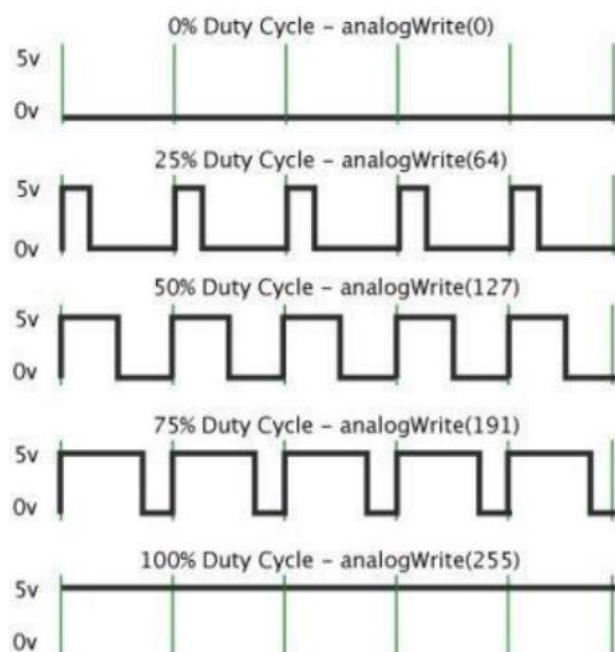 0% Duty Cycle – analogWrite(0)
5v
0v
25% Duty Cycle – analogWrite(64)
5v
0v
50% Duty Cycle – analogWrite(127)
5v
0v
75% Duty Cycle – analogWrite(191)
5v
0v
100% Duty Cycle – analogWrite(255)
5v
0v